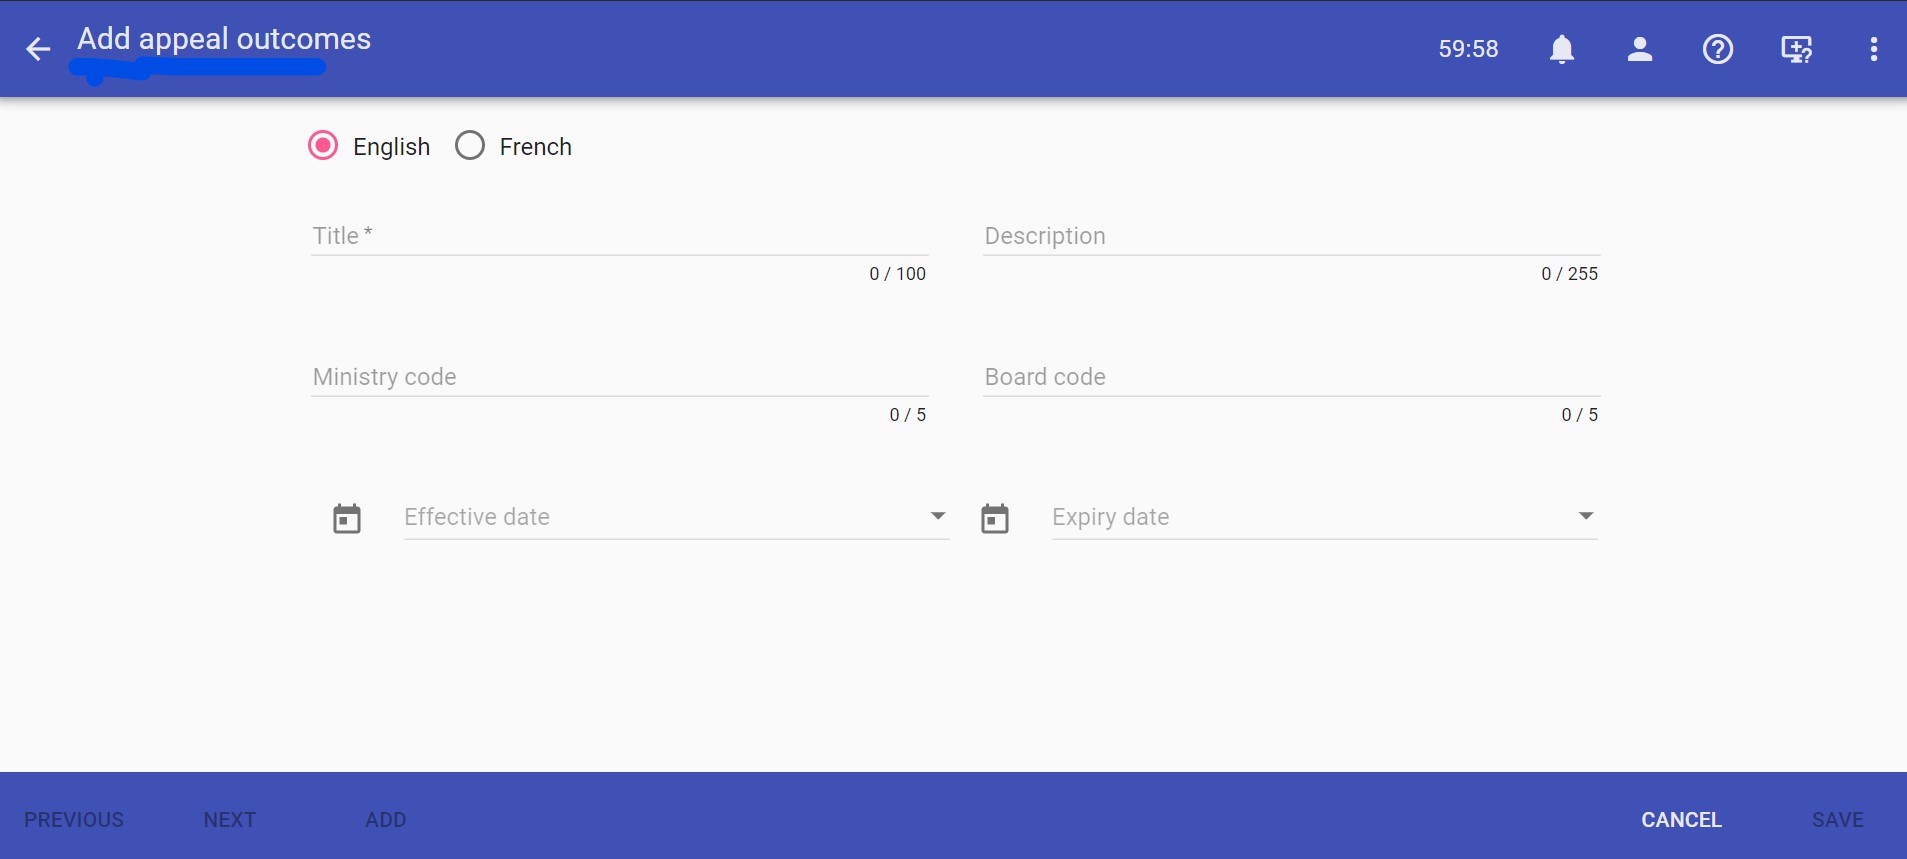 Add appeal outcomes
59:58
English French
Title * Description
0 / 100 0 / 255
Ministry code Board code
0 / 5 0 / 5
Effective date Expiry date
PREVIOUS NEXT ADD CANCEL SAVE